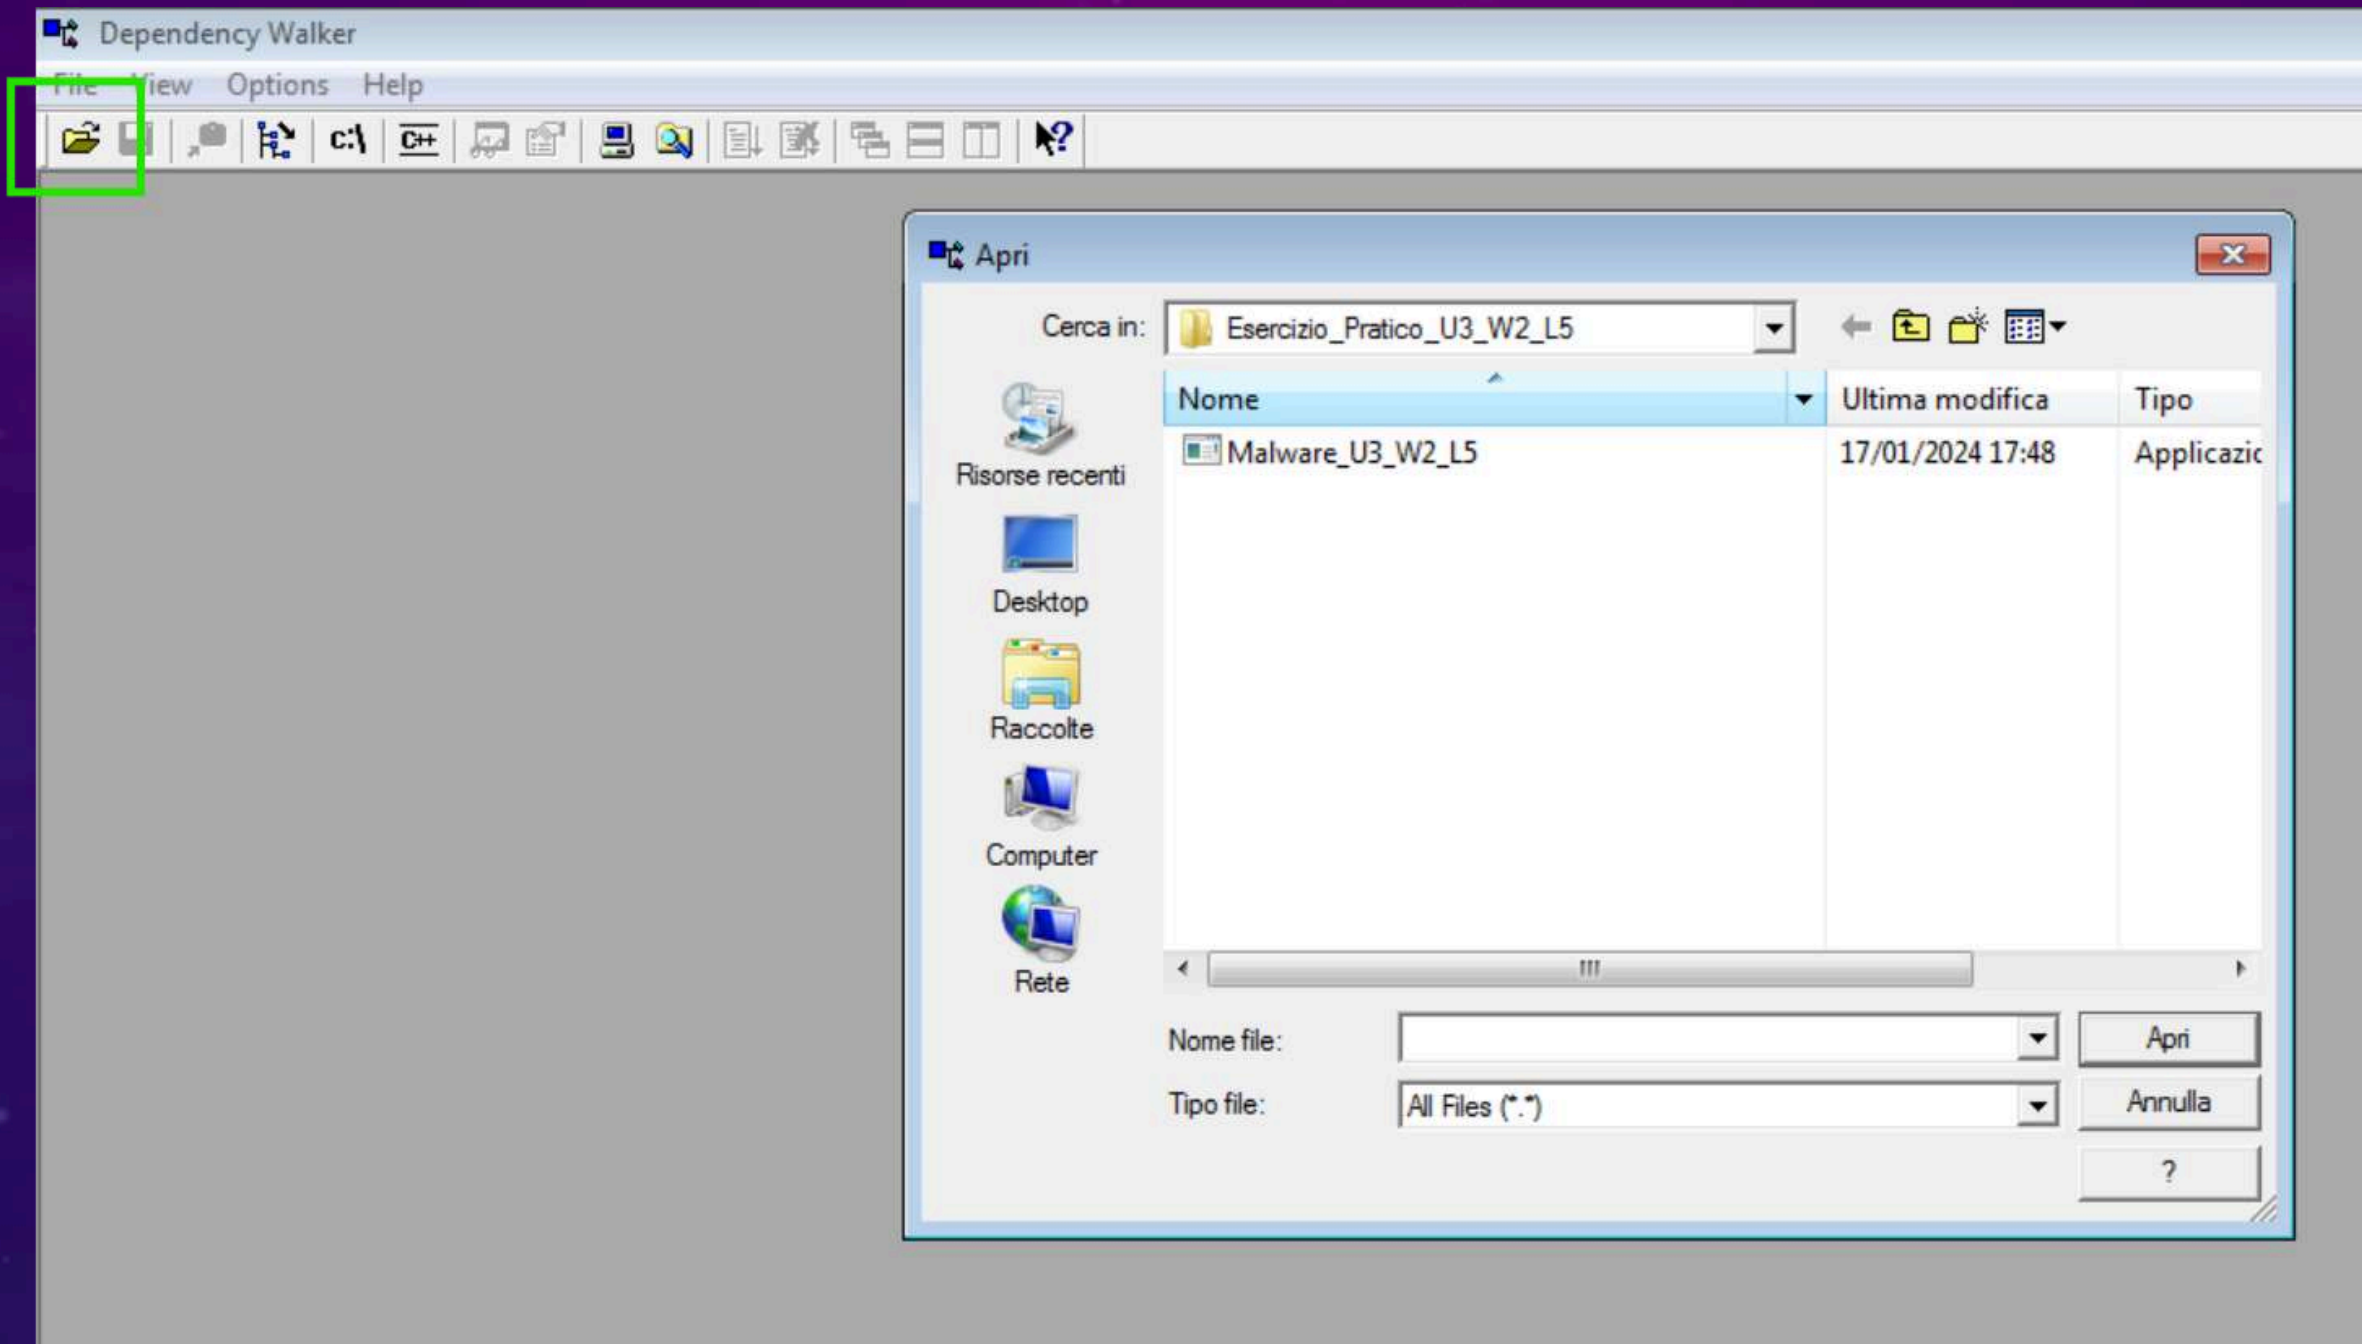 Dependency Walker
File View Options Help
c:\ C++ ?
Apri
Cerca in: Esercizio_Pratico_U3_W2_L5
Nome Ultima modifica Tipo
Malware_U3_W2_L5 17/01/2024 17:48 Applicazic
Risorse recenti
Desktop
Raccolte
Computer
Rete
Nome file: Apri
Tipo file: All Files (*.*) Annulla
?